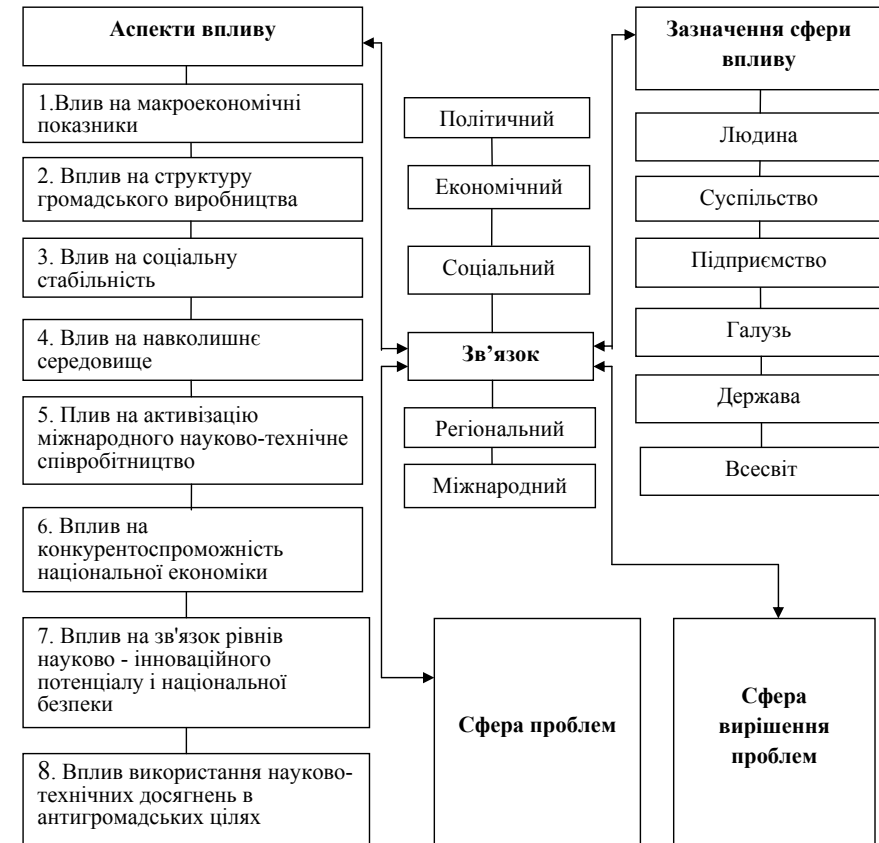 Аспекти впливу
1.Влив на макроекономічні
показники
2. Вплив на структуру
громадського виробництва
3. Влив на соціальну
стабільність
4. Влив на навколишнє
середовище
5. Плив на активізацію
міжнародного науково-технічне
співробітництво
6. Вплив на
конкурентоспроможність
національної економіки
7. Вплив на зв'язок рівнів
науково - інноваційного
потенціалу і національної
безпеки
8. Вплив використання науково-
технічних досягнень в
антигромадських цілях
Політичний
Економічний
Соціальний
Зв’язок
Регіональний
Міжнародний
Зазначення сфери
впливу
Людина
Суспільство
Підприємство
Галузь
Держава
Всесвіт
Сфера проблем
Сфера
вирішення
проблем